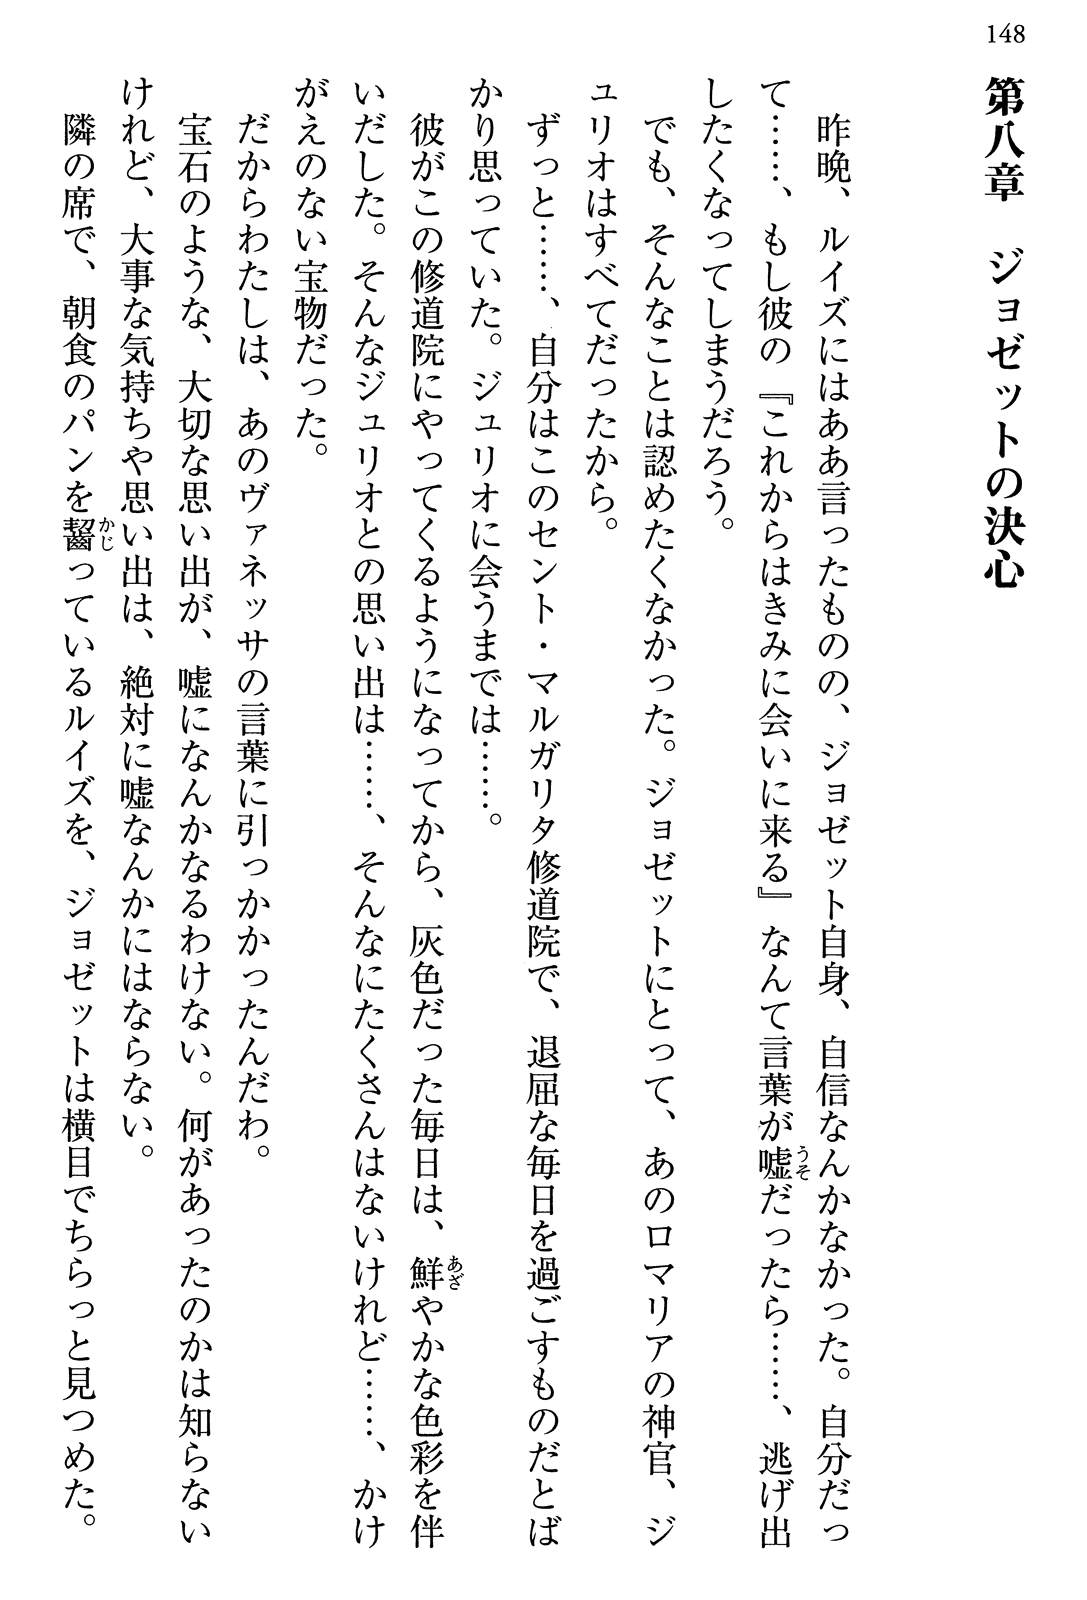 148
第八章　ジョゼットの決心
　昨晩、ルイズにはああ言ったものの、ジョゼット自身、自信なんかなかった。自分だっ
て……、もし彼の『これからはきみに会いに来る』なんて言葉が嘘だったら……、逃げ出
したくなってしまうだろう。
　でも、そんなことは認めたくなかった。ジョゼットにとって、あのロマリアの神官、ジ
ュリオはすべてだったから。
　ずっと……、自分はこのセント・マルガリタ修道院で、退屈な毎日を過ごすものだとば
かり思っていた。ジュリオに会うまでは……。
　彼がこの修道院にやってくるようになってから、灰色だった毎日は、鮮やかな色彩を伴
いだした。そんなジュリオとの思い出は……、そんなにたくさんはないけれど……、かけ
がえのない宝物だった。
　だからわたしは、あのヴァネッサの言葉に引っかかったんだわ。
　宝石のような、大切な思い出が、嘘になんかなるわけない。何があったのかは知らない
けれど、大事な気持ちや思い出は、絶対に嘘なんかにはならない。
　隣の席で、朝食のパンを齧っているルイズを、ジョゼットは横目でちらっと見つめた。
うそ
あざ
かじ